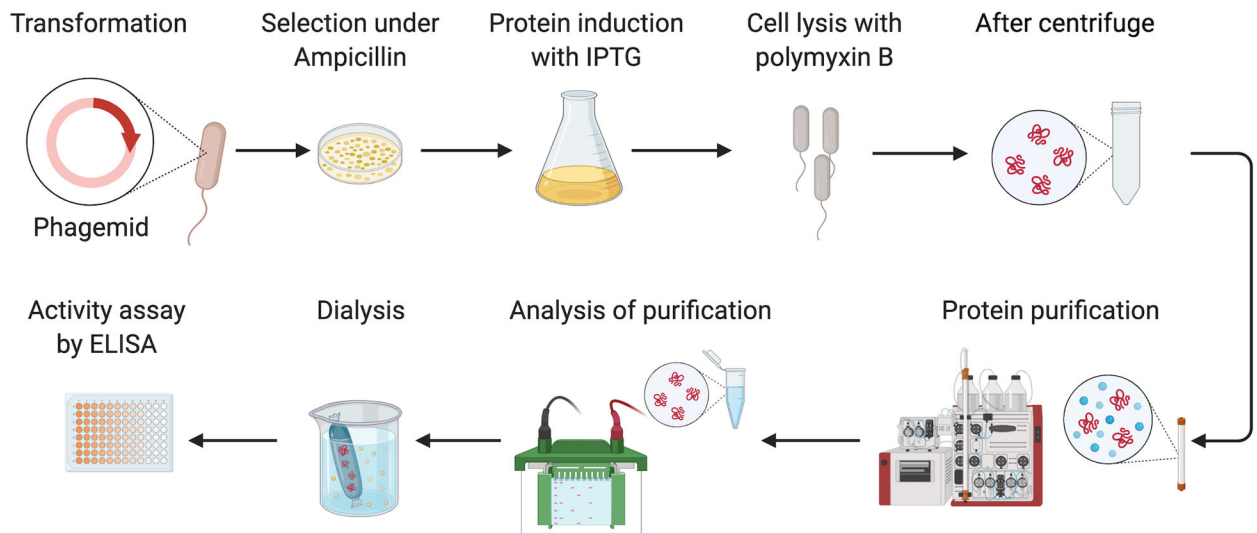 Transformation
Selection under
Ampicillin
Protein induction
with IPTG
Cell lysis with
polymyxin B
After centrifuge
Phagemid
Activity assay
by ELISA
Dialysis
Analysis of purification
Protein purification